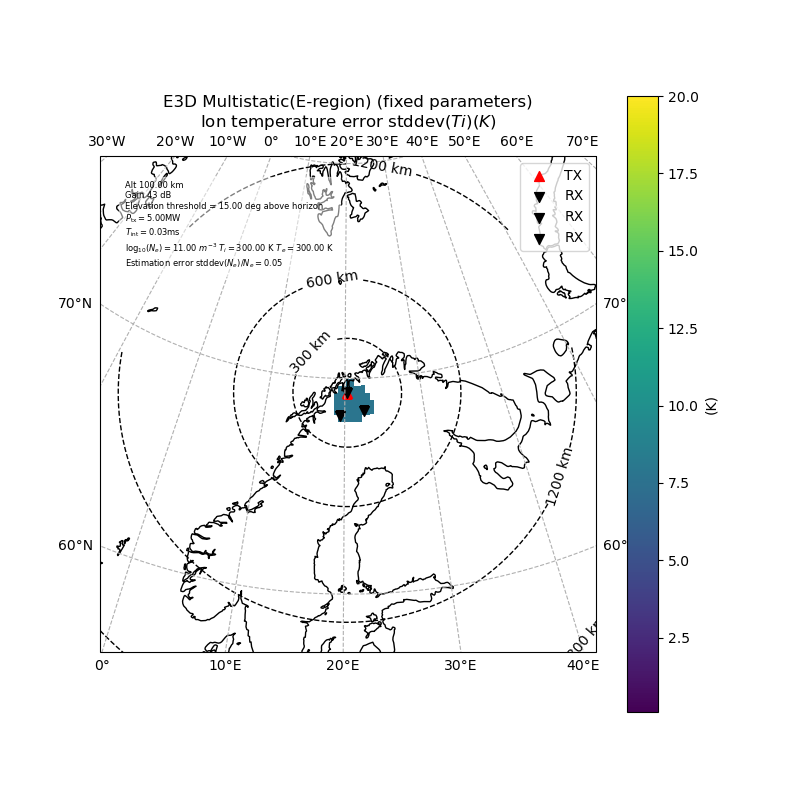 E3D Multistatic(E-region) (fixed parameters)
Ion temperature error stddev(Ti)(K)
30°W 20°W 10°W 0° 10°E 20°E 30°E 40°E 50°E 60°E 70°E
1200 km
TX
RX
RX
RX
Alt 100.00 km
Gain 43 dB
Elevation threshold = 15.00 deg above horizon
P_tx = 5.00MW
T_int = 0.03ms
log₁₀(Nₑ) = 11.00 m⁻³ Tᵢ = 300.00 K Tₑ = 300.00 K
Estimation error stddev(Nₑ)/Nₑ = 0.05
600 km
70°N 70°
300 km
1200 km
60°N 60°
0° 10°E 20°E 30°E 40°E
20.0
17.5
15.0
12.5
10.0
7.5
5.0
2.5
(K)